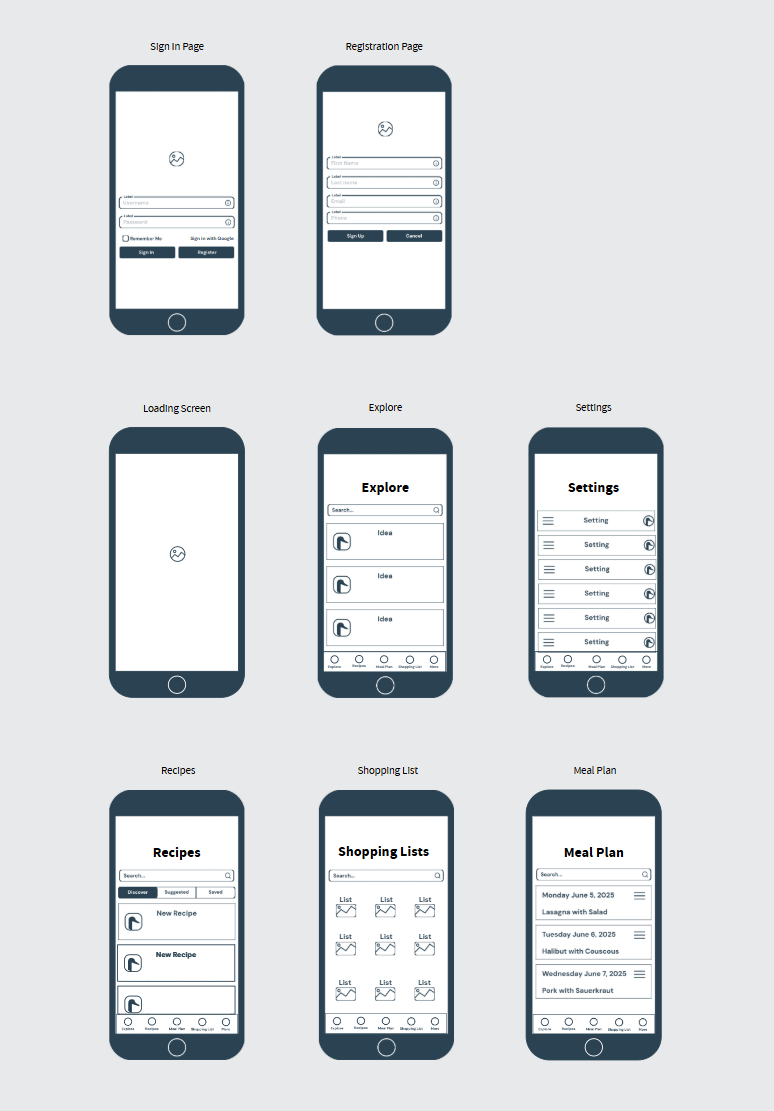 Sign In Page
Registration Page
Label
Username
Label
Password
Remember Me
Sign in with Google
Sign In
Register
Label
First Name
Label
Last Name
Label
Email
Label
Phone
Sign Up
Cancel
Loading Screen
Explore
Settings
Explore
Search...
Idea
Idea
Idea
Explore Recipes Meal Plan Shopping List More
Settings
Setting
Setting
Setting
Setting
Setting
Setting
Explore Recipes Meal Plan Shopping List More
Recipes
Shopping List
Meal Plan
Recipes
Search...
Discover Suggested Saved
New Recipe
New Recipe
Explore Recipes Meal Plan Shopping List More
Shopping Lists
Search...
List List List
List List List
List List List
Explore Recipes Meal Plan Shopping List More
Meal Plan
Search...
Monday June 5, 2025
Lasagna with Salad
Tuesday June 6, 2025
Halibut with Couscous
Wednesday June 7, 2025
Pork with Sauerkraut
Explore Recipes Meal Plan Shopping List More